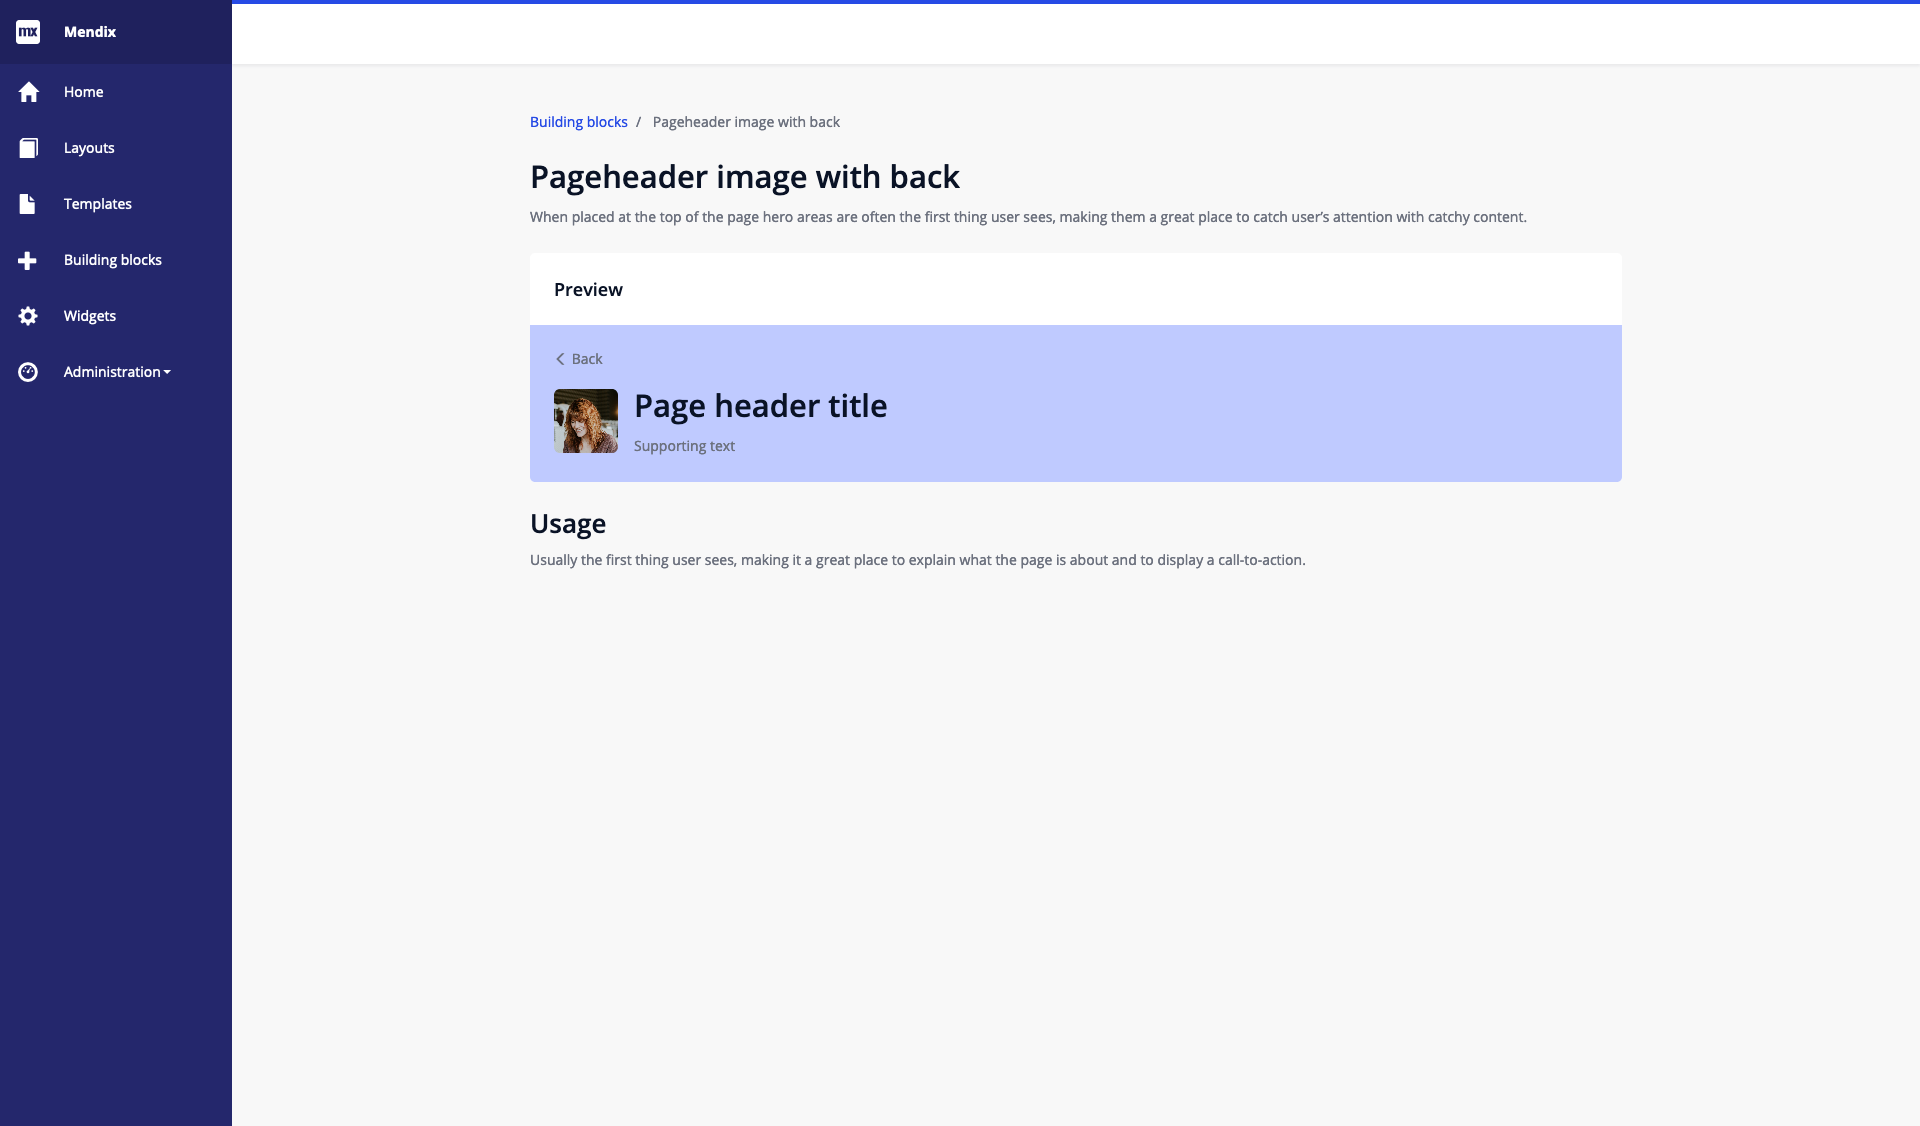 mx
Mendix
Home
Layouts
Templates
Building blocks
Widgets
Administration
Building blocks / Pageheader image with back
Pageheader image with back
When placed at the top of the page hero areas are often the first thing user sees, making them a great place to catch user’s attention with catchy content.
Preview
Back
Page header title
Supporting text
Usage
Usually the first thing user sees, making it a great place to explain what the page is about and to display a call-to-action.